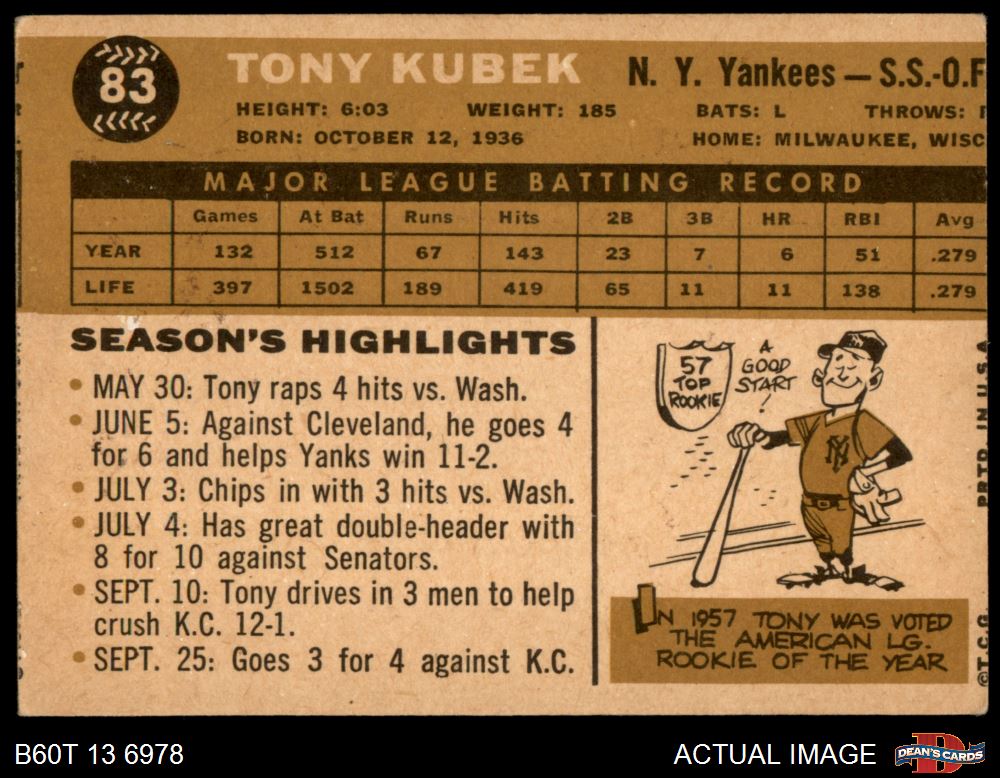 83
TONY KUBEK
N. Y. Yankees — S.S.-O.F
HEIGHT: 6:03 WEIGHT: 185 BATS: L THROWS:
BORN: OCTOBER 12, 1936 HOME: MILWAUKEE, WISC
MAJOR LEAGUE BATTING RECORD
Games At Bat Runs Hits 2B 3B HR RBI Avg
YEAR 132 512 67 143 23 7 6 51 .279
LIFE 397 1502 189 419 65 11 11 138 .279
SEASON'S HIGHLIGHTS
• MAY 30: Tony raps 4 hits vs. Wash.
• JUNE 5: Against Cleveland, he goes 4
for 6 and helps Yanks win 11-2.
• JULY 3: Chips in with 3 hits vs. Wash.
• JULY 4: Has great double-header with
8 for 10 against Senators.
• SEPT. 10: Tony drives in 3 men to help
crush K.C. 12-1.
• SEPT. 25: Goes 3 for 4 against K.C.
57
TOP
ROOKIE
A
GOOD
START
!
NY
IN 1957 TONY WAS VOTED
THE AMERICAN LG.
ROOKIE OF THE YEAR
©T.C.G. PRTD. IN U.S.A.
B60T 13 6978
ACTUAL IMAGE
DEAN'S CARDS